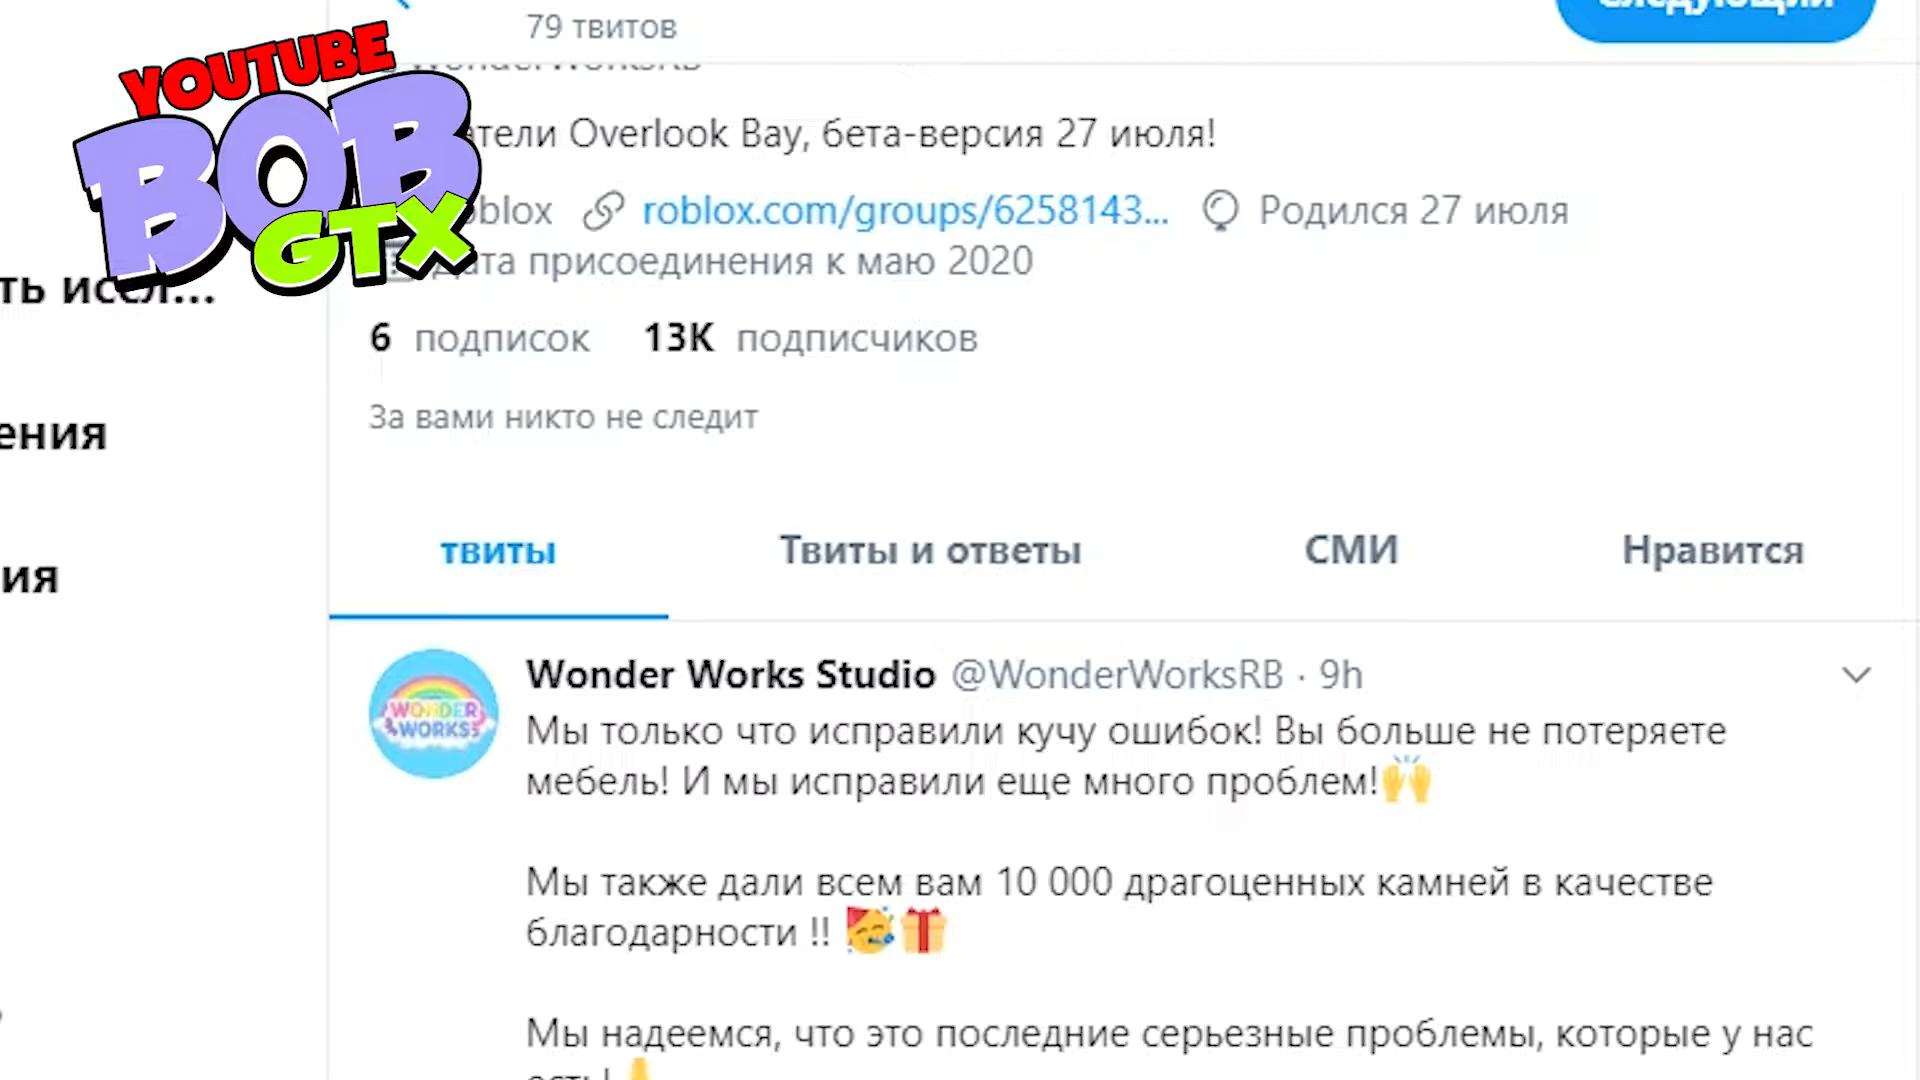 79 твитов
следующий
YOUTUBE
BOB
GTX
Overlook Bay, бета-версия 27 июля!
roblox.com/groups/6258143... Родился 27 июля
Дата присоединения к маю 2020
6 подписок 13K подписчиков
За вами никто не следит
твиты Твиты и ответы СМИ Нравится
WONDER
WORKS
Wonder Works Studio @WonderWorksRB · 9h
Мы только что исправили кучу ошибок! Вы больше не потеряете
мебель! И мы исправили еще много проблем!🙌
Мы также дали всем вам 10 000 драгоценных камней в качестве
благодарности !! 🥳🎁
Мы надеемся, что это последние серьезные проблемы, которые у нас